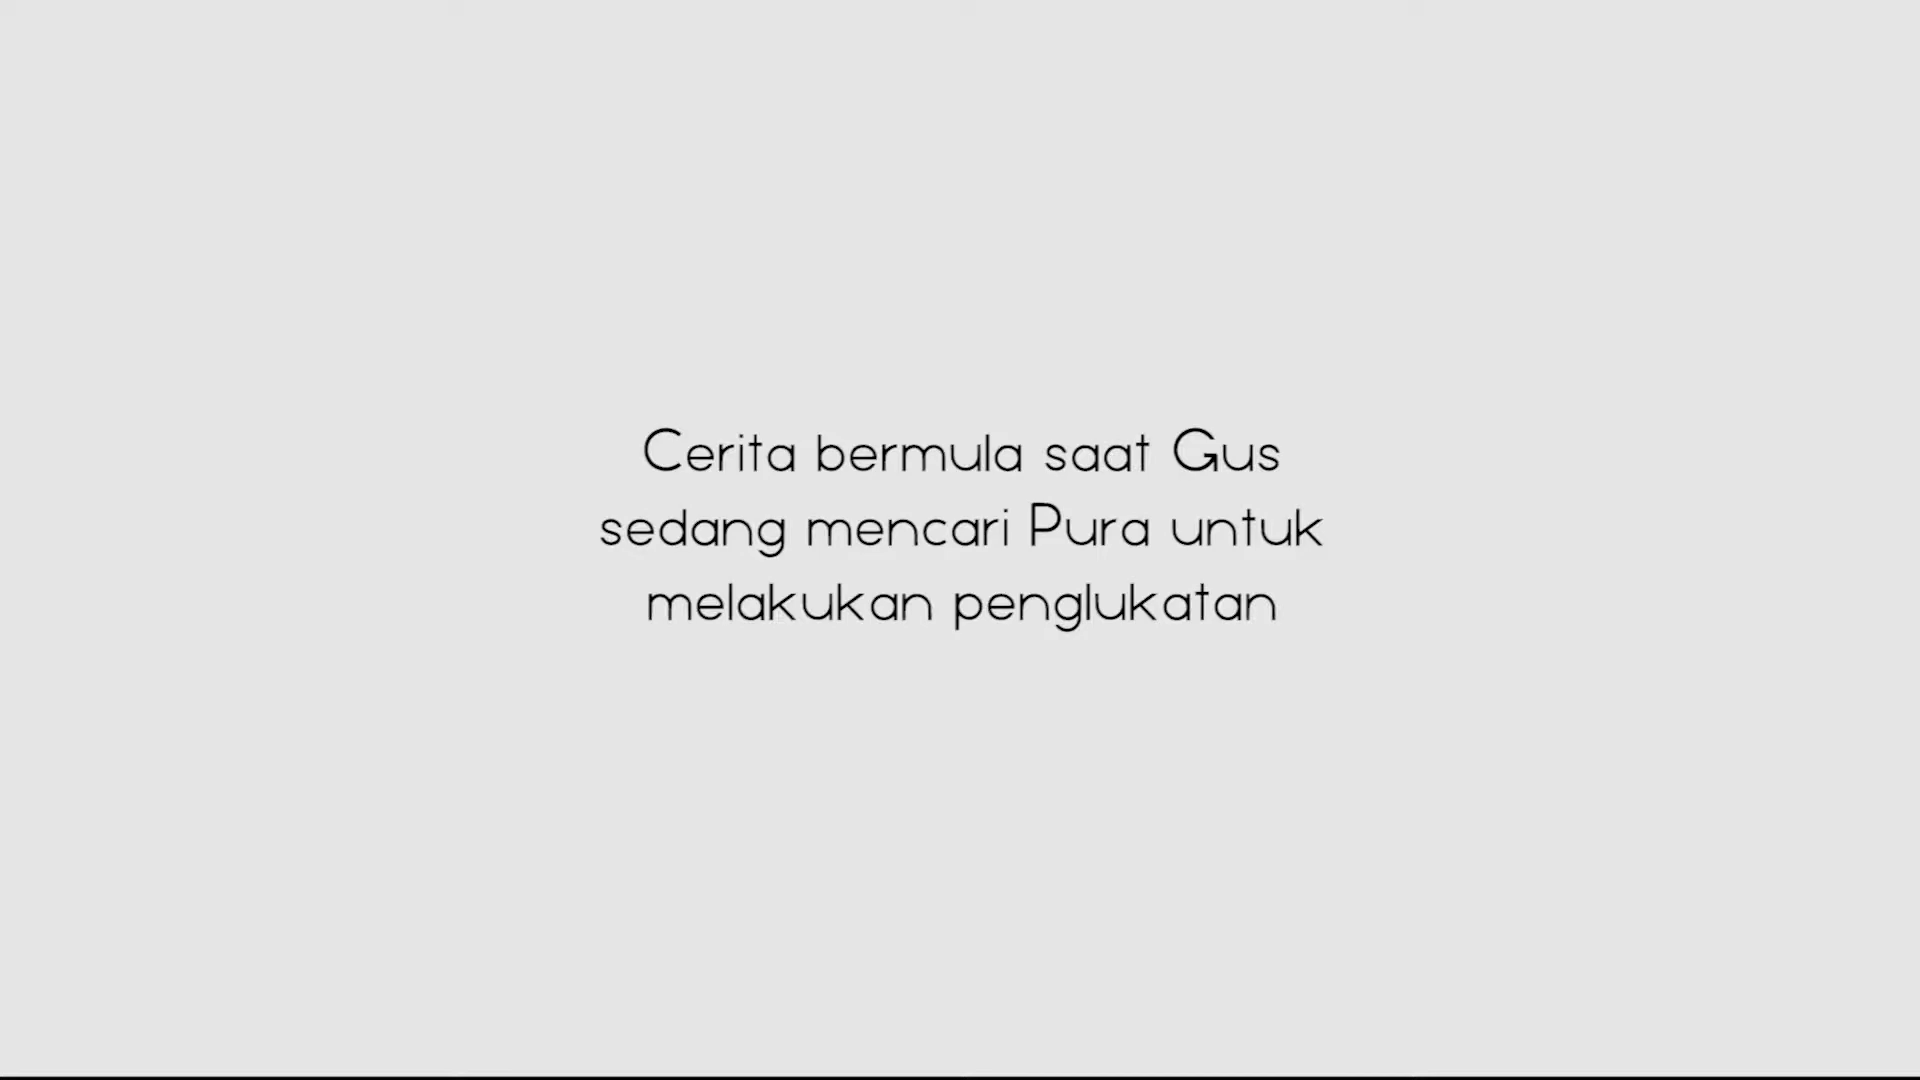 Cerita bermula saat Gus
sedang mencari Pura untuk
melakukan penglukatan